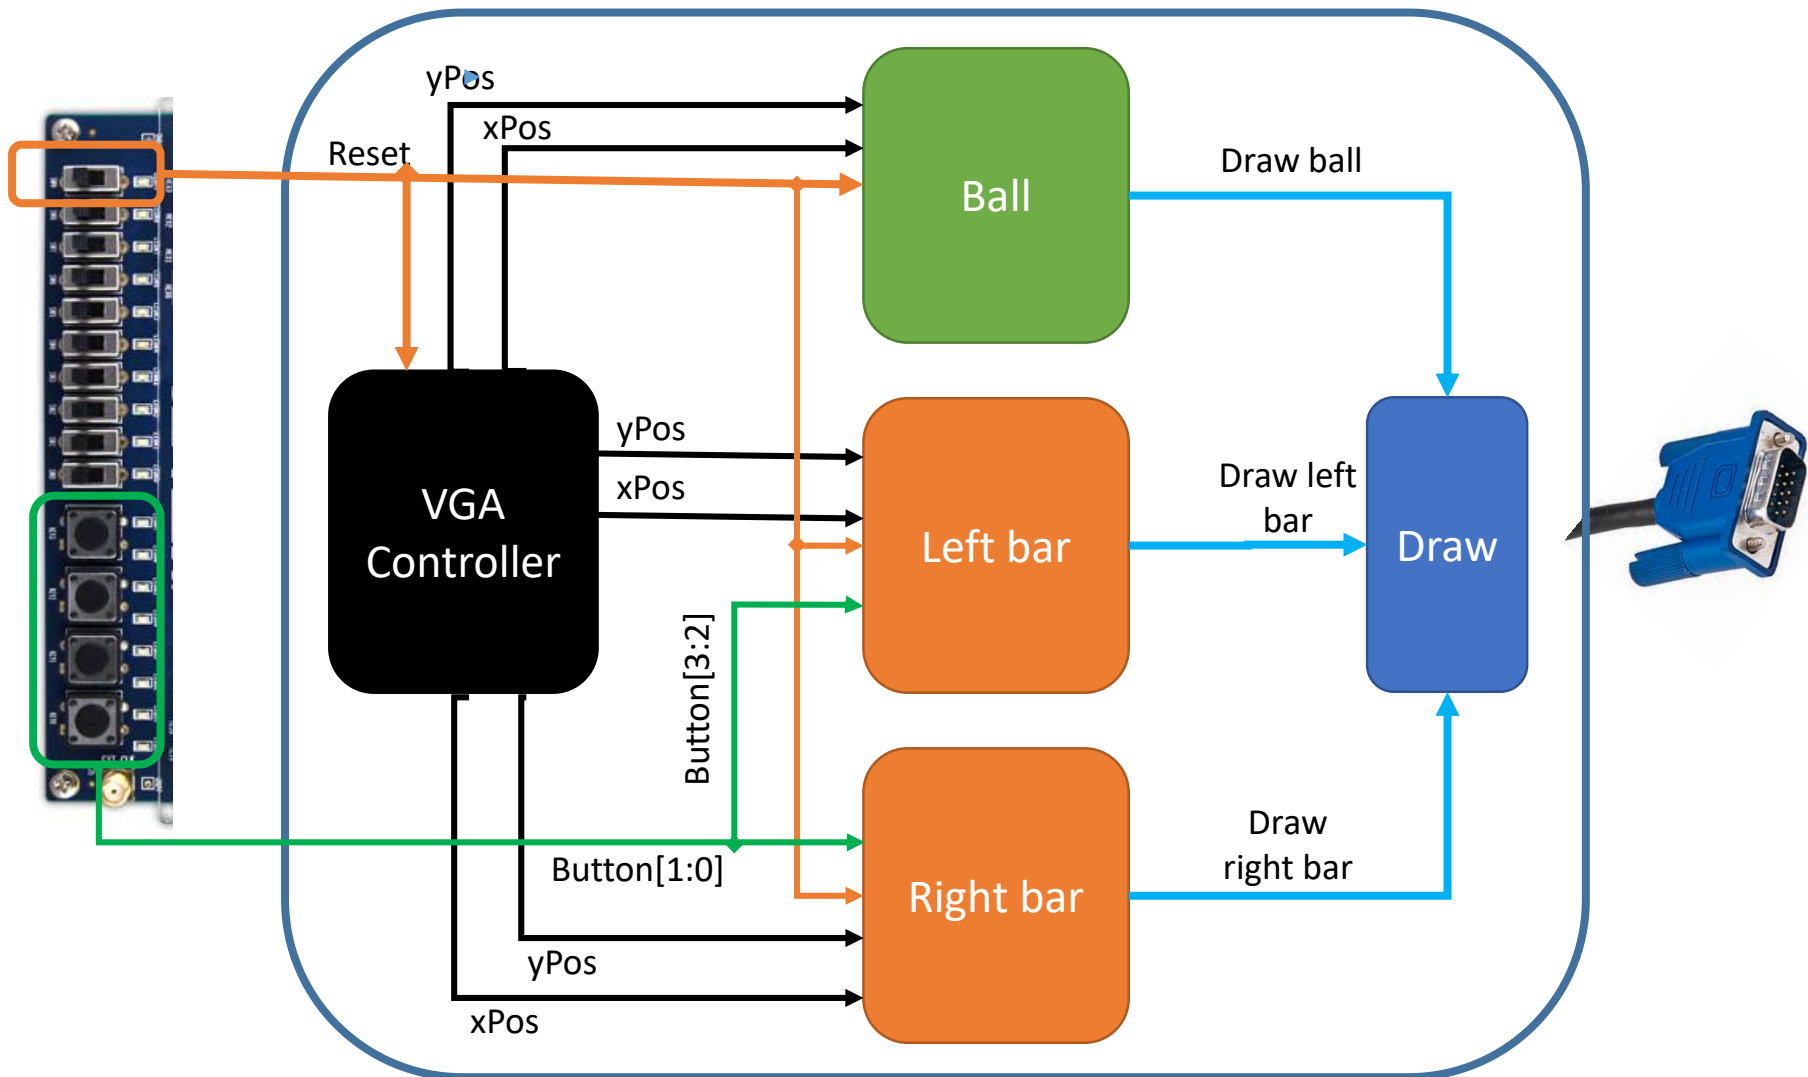 yPos
xPos
Reset
Ball
Draw ball
yPos
xPos
VGA
Controller
Left bar
Draw left
bar
Draw
Button[3:2]
Button[1:0]
Right bar
Draw
right bar
yPos
xPos